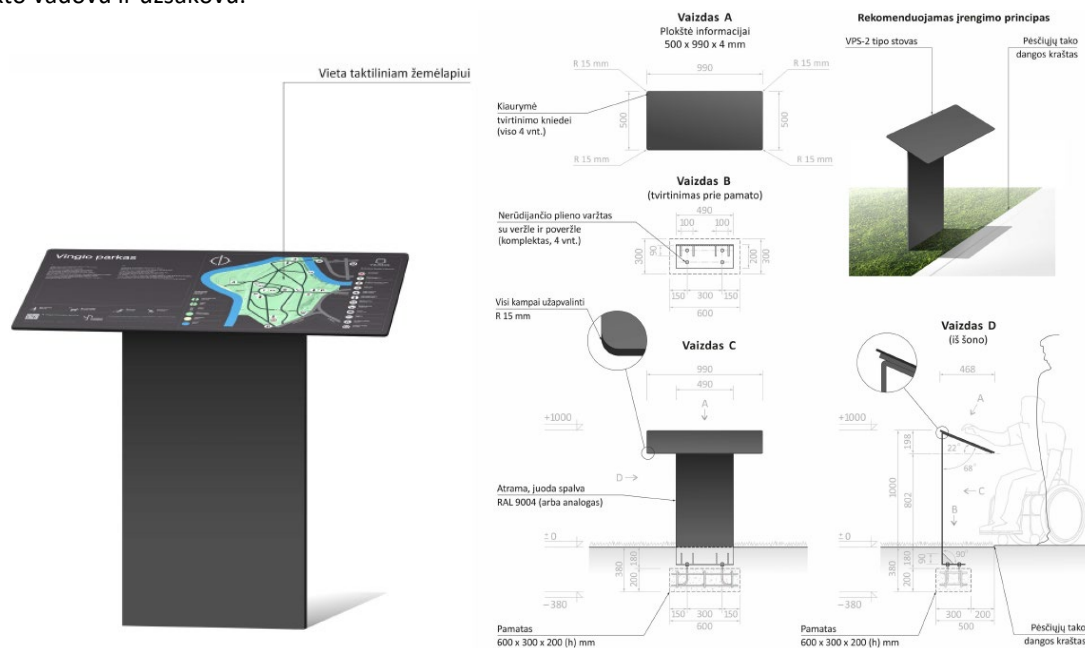 Vieta taktiliniam žemėlapiui
Vingio parkas
Vaizdas A
Plokštė informacijai
500 x 990 x 4 mm
R 15 mm
990
R 15 mm
Kiaurymė
tvirtinimo kniedei
(viso 4 vnt.)
500
500
R 15 mm
R 15 mm
Vaizdas B
(tvirtinimas prie pamato)
490
100
100
Nerūdijančio plieno varžtas
su veržle ir poveržle
(komplektas, 4 vnt.)
300
90
200
300
150
300
150
600
Visi kampai užapvalinti
R 15 mm
Vaizdas C
990
490
A
+1000
D
Atrama, juoda spalva
RAL 9004 (arba analogas)
± 0
380
200
180
−380
150
300
150
600
Pamatas
600 x 300 x 200 (h) mm
Rekomenduojamas įrengimo principas
VPS-2 tipo stovas
Pėsčiųjų tako
dangos kraštas
Vaizdas D
(iš šono)
468
A
+1000
198
22°
68°
1000
802
C
B
± 0
380
200
180
90
90°
−380
300
200
500
Pamatas
600 x 300 x 200 (h) mm
Pėsčiųjų tako
dangos kraštas